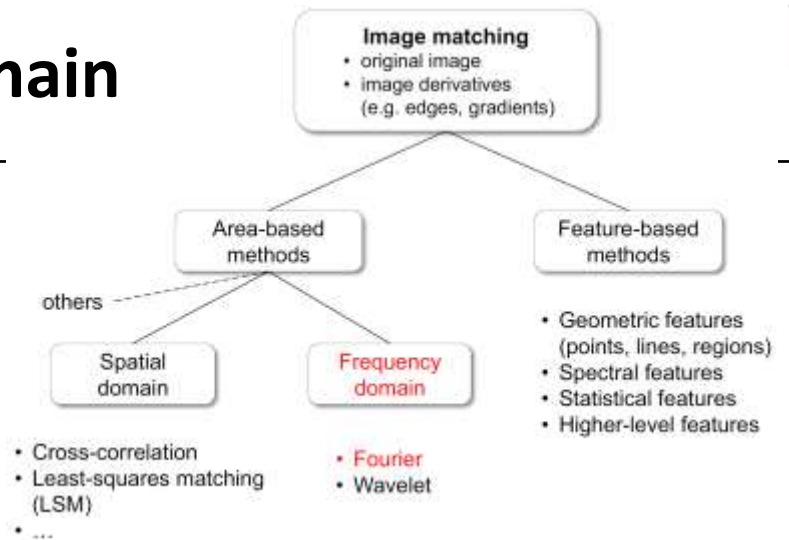 Image matching
• original image
• image derivatives
(e.g. edges, gradients)
Area-based
methods
Feature-based
methods
others
Spatial
domain
Frequency
domain
• Geometric features
(points, lines, regions)
• Spectral features
• Statistical features
• Higher-level features
• Cross-correlation
• Least-squares matching
(LSM)
• ...
• Fourier
• Wavelet